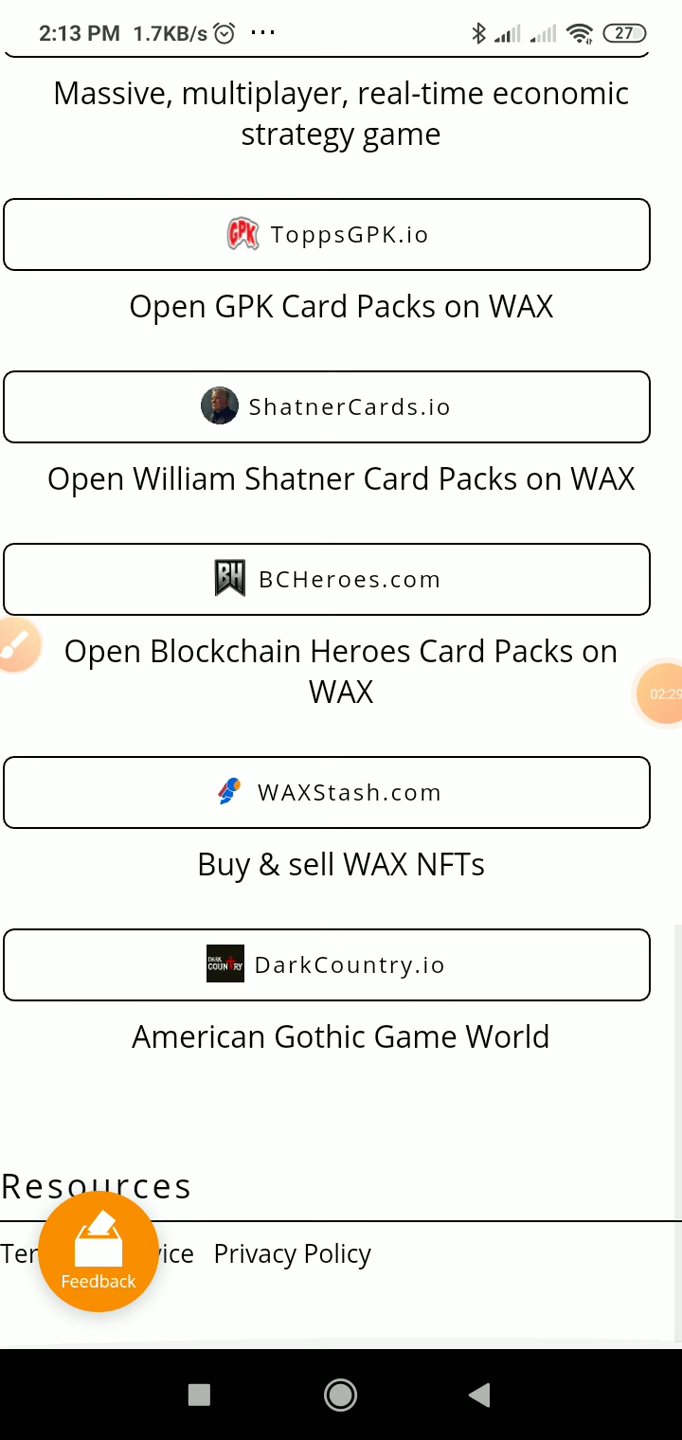 2:13 PM 1.7KB/s ... 27
Massive, multiplayer, real-time economic
strategy game
GPK ToppsGPK.io
Open GPK Card Packs on WAX
ShatnerCards.io
Open William Shatner Card Packs on WAX
BH BCHeroes.com
Open Blockchain Heroes Card Packs on
WAX
02:29
WAXStash.com
Buy & sell WAX NFTs
DARK
COUNTRY DarkCountry.io
American Gothic Game World
Resources
Privacy Policy
Feedback